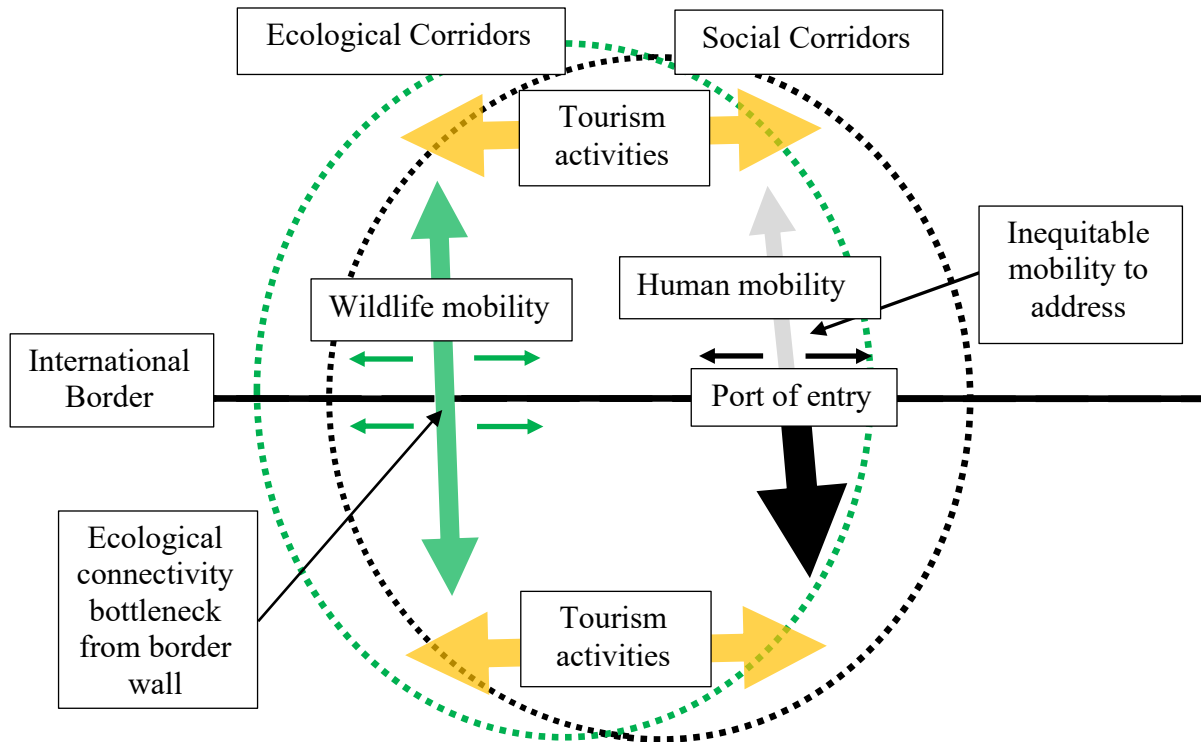 Ecological Corridors
Social Corridors
Tourism
activities
Inequitable
mobility to
address
Human mobility
Wildlife mobility
International
Border
Port of entry
Ecological
connectivity
bottleneck
from border
wall
Tourism
activities